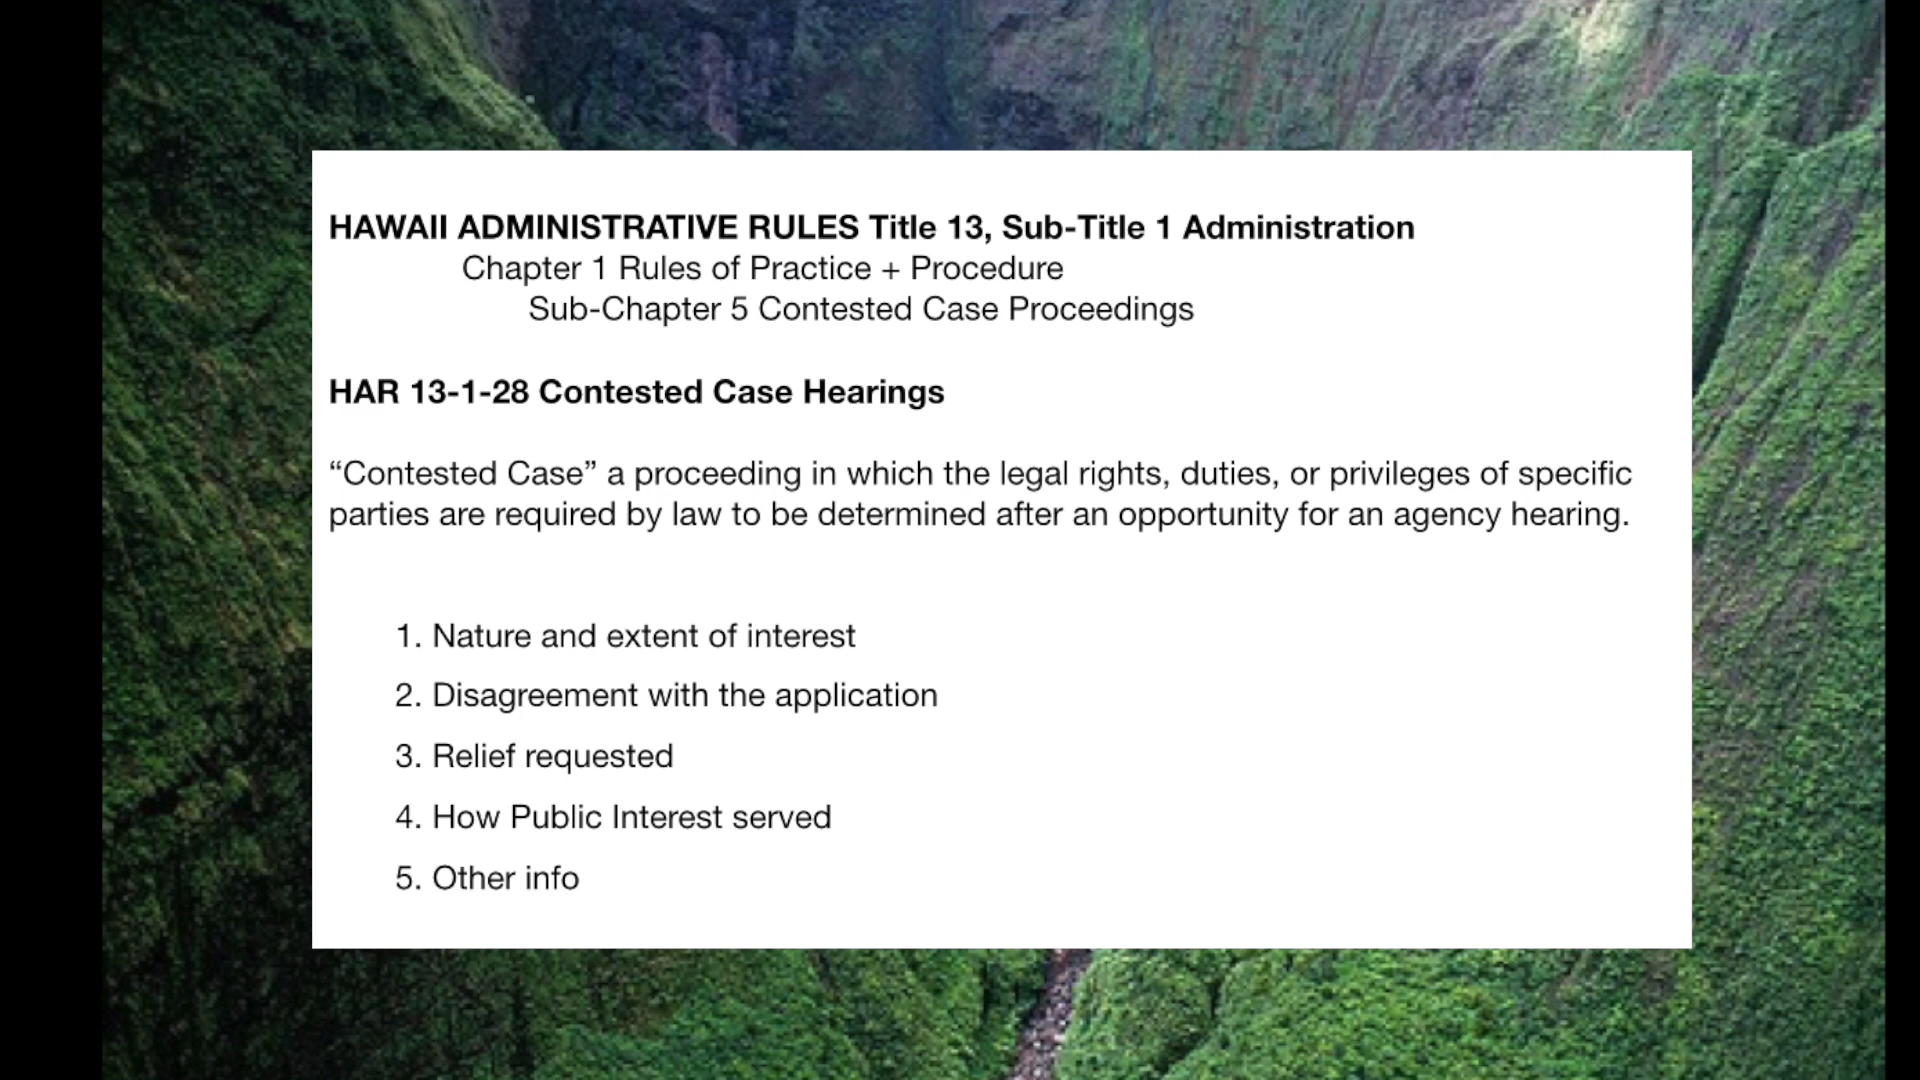 HAWAII ADMINISTRATIVE RULES Title 13, Sub-Title 1 Administration
Chapter 1 Rules of Practice + Procedure
Sub-Chapter 5 Contested Case Proceedings
HAR 13-1-28 Contested Case Hearings
“Contested Case” a proceeding in which the legal rights, duties, or privileges of specific
parties are required by law to be determined after an opportunity for an agency hearing.
1. Nature and extent of interest
2. Disagreement with the application
3. Relief requested
4. How Public Interest served
5. Other info